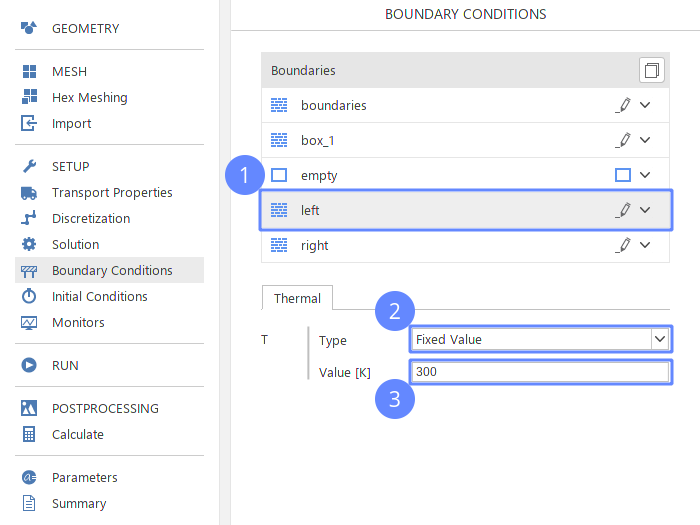 GEOMETRY
MESH
Hex Meshing
Import
SETUP
Transport Properties
Discretization
Solution
Boundary Conditions
Initial Conditions
Monitors
RUN
POSTPROCESSING
Calculate
a=
Parameters
Summary
BOUNDARY CONDITIONS
Boundaries
boundaries
box_1
1
empty
left
right
Thermal
2
T
Type
Fixed Value
Value [K]
300
3